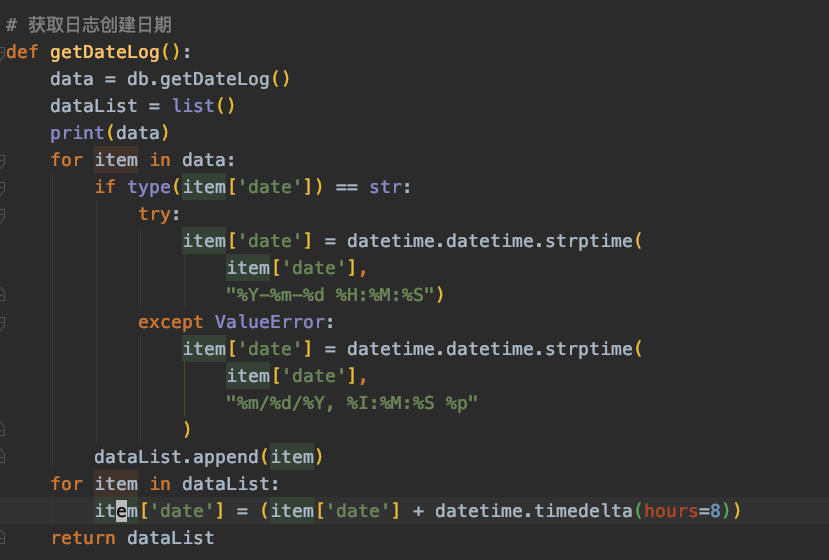 # 获取日志创建日期
def getDateLog():
    data = db.getDateLog()
    dataList = list()
    print(data)
    for item in data:
        if type(item['date']) == str:
            try:
                item['date'] = datetime.datetime.strptime(
                    item['date'],
                    "%Y-%m-%d %H:%M:%S")
            except ValueError:
                item['date'] = datetime.datetime.strptime(
                    item['date'],
                    "%m/%d/%Y, %I:%M:%S %p"
                )
        dataList.append(item)
    for item in dataList:
        item['date'] = (item['date'] + datetime.timedelta(hours=8))
    return dataList